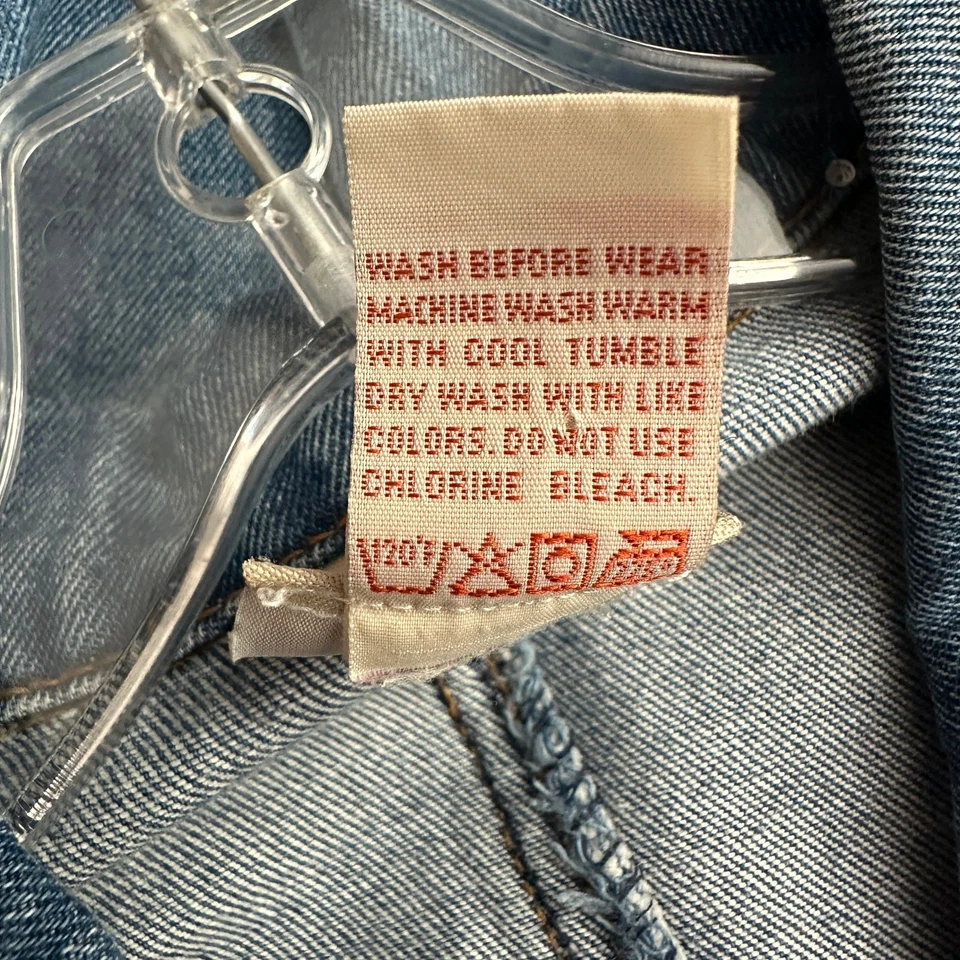 WASH BEFORE WEAR
MACHINE WASH WARM
WITH COOL TUMBLE
DRY WASH WITH LIKE
COLORS. DO NOT USE
CHLORINE BLEACH.
120°F